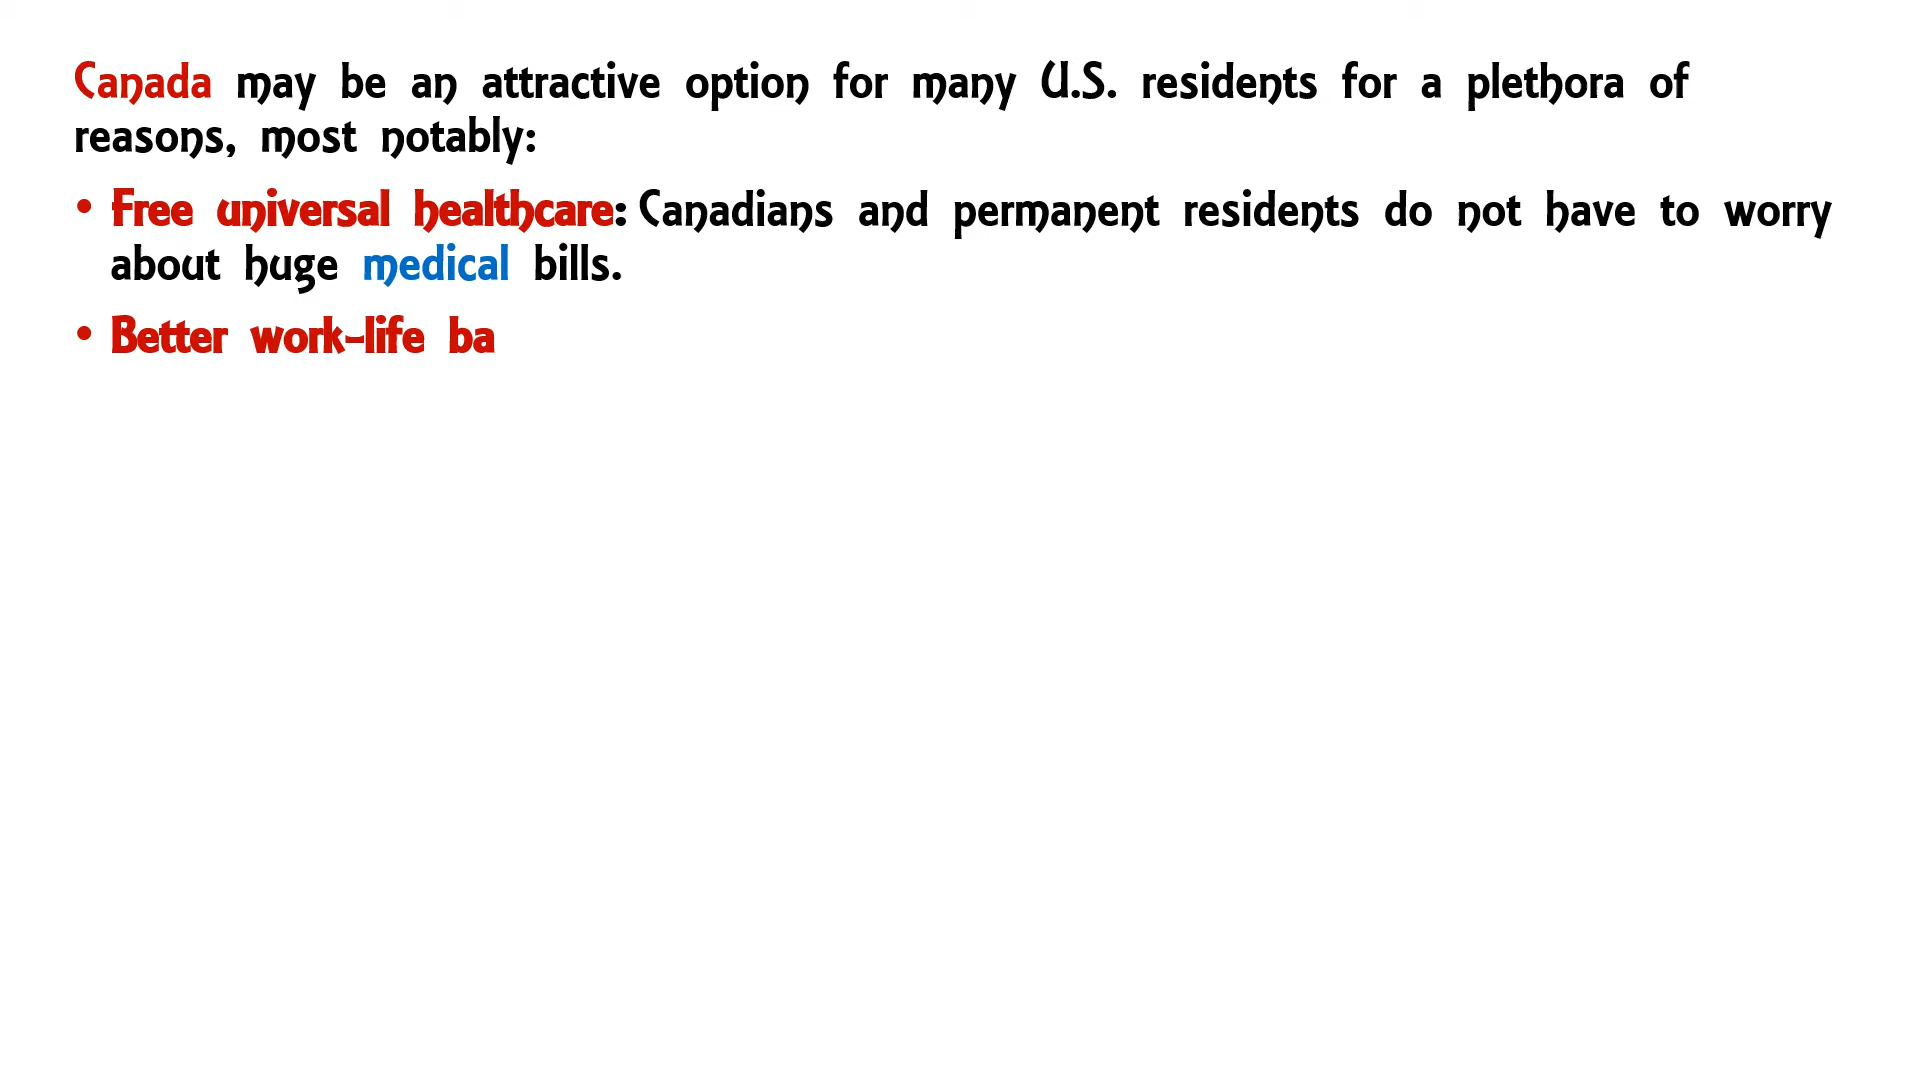 Canada may be an attractive option for many U.S. residents for a plethora of
reasons, most notably:
• Free universal healthcare: Canadians and permanent residents do not have to worry
about huge medical bills.
• Better work-life ba